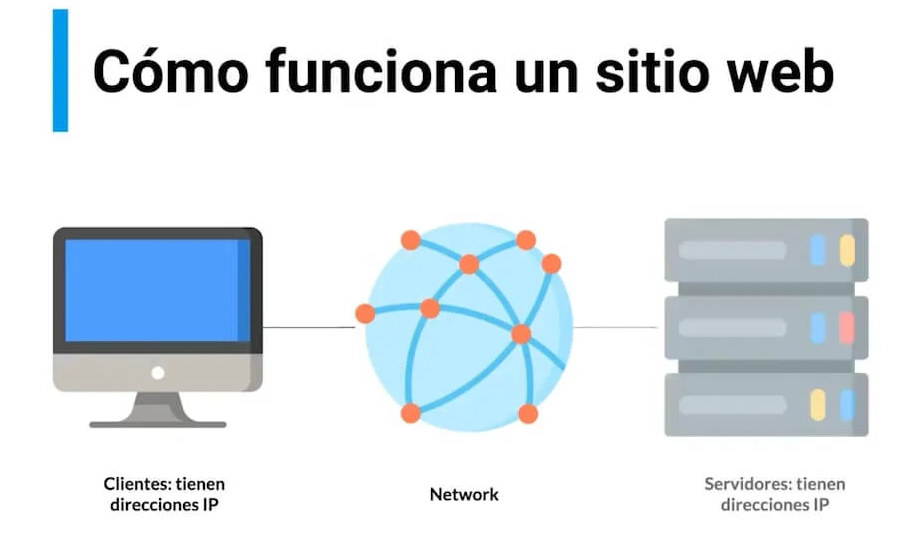 Cómo funciona un sitio web
Clientes: tienen
direcciones IP
Network
Servidores: tienen
direcciones IP